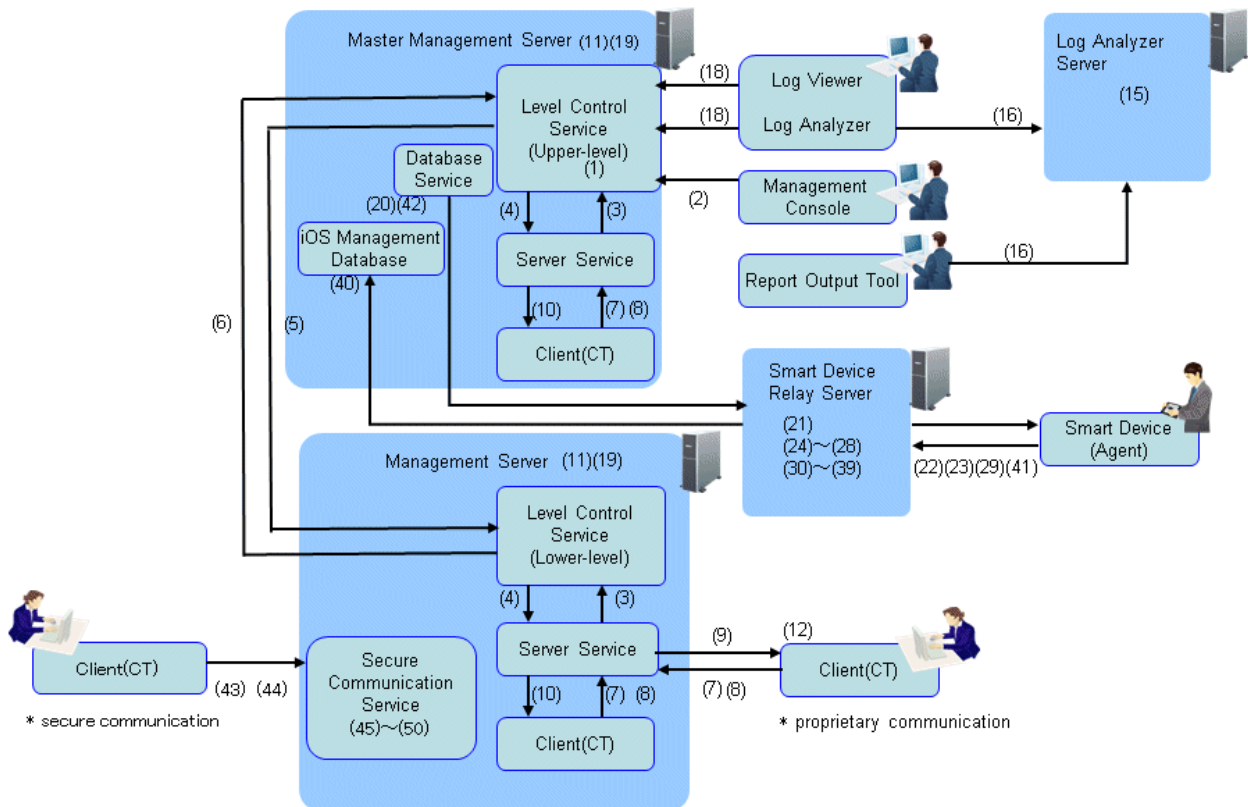 Master Management Server (11)(19)
Level Control
Service
(Upper-level)
(1)
Database
Service
(20)(42)
iOS Management
Database
(40)
(4)
(3)
Server Service
(10)
(7) (8)
Client(CT)
(18)
Log Viewer
(18)
Log Analyzer
(16)
(2)
Management
Console
Report Output Tool
(16)
Log Analyzer
Server
(15)
(6)
(5)
Smart Device
Relay Server
(21)
(24)～(28)
(30)～(39)
Smart Device
(Agent)
(22)(23)(29)(41)
Management Server (11)(19)
Level Control
Service
(Lower-level)
(4)
(3)
Server Service
(9)
(12)
(7) (8)
Client(CT)
* proprietary communication
(10)
(7) (8)
Client(CT)
Client(CT)
(43) (44)
* secure communication
Secure
Communication
Service
(45)～(50)